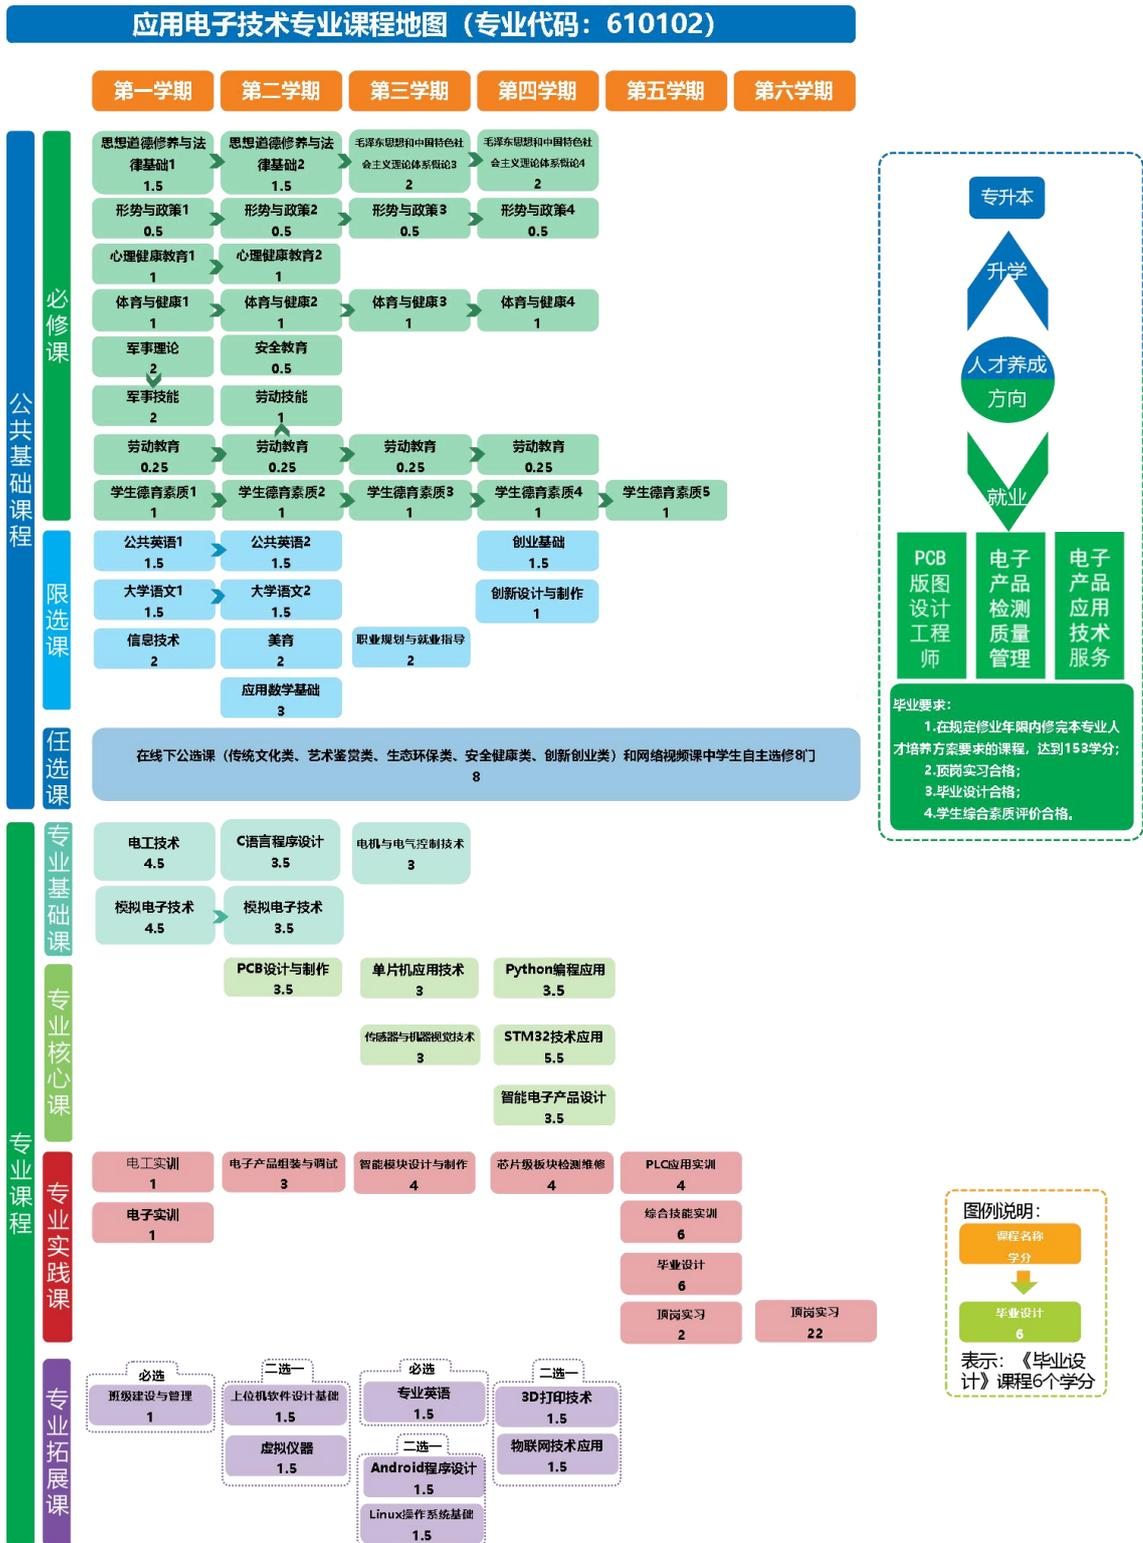 应用电子技术专业课程地图（专业代码：610102）
第一学期 第二学期 第三学期 第四学期 第五学期 第六学期
公共基础课程
必修课
思想道德修养与法
律基础1
1.5
思想道德修养与法
律基础2
1.5
毛泽东思想和中国特色社
会主义理论体系概论3
2
毛泽东思想和中国特色社
会主义理论体系概论4
2
形势与政策1
0.5
形势与政策2
0.5
形势与政策3
0.5
形势与政策4
0.5
心理健康教育1
1
心理健康教育2
1
体育与健康1
1
体育与健康2
1
体育与健康3
1
体育与健康4
1
军事理论
2
安全教育
0.5
军事技能
2
劳动技能
1
劳动教育
0.25
劳动教育
0.25
劳动教育
0.25
劳动教育
0.25
学生德育素质1
1
学生德育素质2
1
学生德育素质3
1
学生德育素质4
1
学生德育素质5
1
限选课
公共英语1
1.5
公共英语2
1.5
创业基础
1.5
大学语文1
1.5
大学语文2
1.5
创新设计与制作
1
信息技术
2
美育
2
职业规划与就业指导
2
应用数学基础
3
任选课
在线下公选课（传统文化类、艺术鉴赏类、生态环保类、安全健康类、创新创业类）和网络视频课中学生自主选修8门
8
专业课程
专业基础课
电工技术
4.5
C语言程序设计
3.5
电机与电气控制技术
3
模拟电子技术
4.5
模拟电子技术
3.5
专业核心课
PCB设计与制作
3.5
单片机应用技术
3
Python编程应用
3.5
传感器与机器视觉技术
3
STM32技术应用
5.5
智能电子产品设计
3.5
专业实践课
电工实训
1
电子产品组装与调试
3
智能模块设计与制作
4
芯片级板块检测维修
4
PLC应用实训
4
电子实训
1
综合技能实训
6
毕业设计
6
顶岗实习
2
顶岗实习
22
专业拓展课
必选
班级建设与管理
1
二选一
上位机软件设计基础
1.5
虚拟仪器
1.5
必选
专业英语
1.5
二选一
Android程序设计
1.5
Linux操作系统基础
1.5
二选一
3D打印技术
1.5
物联网技术应用
1.5
专升本
升学
人才养成
方向
就业
PCB
版图
设计
工程
师
电子
产品
检测
质量
管理
电子
产品
应用
技术
服务
毕业要求：
1.在规定修业年限内修完本专业人
才培养方案要求的课程，达到153学分；
2.顶岗实习合格；
3.毕业设计合格；
4.学生综合素质评价合格。
图例说明：
课程名称
学分
毕业设计
6
表示：《毕业设
计》课程6个学分